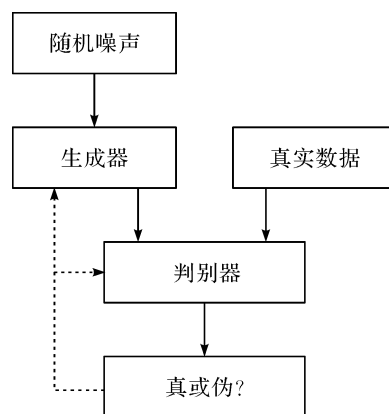 随机噪声
生成器
真实数据
判别器
真或伪?